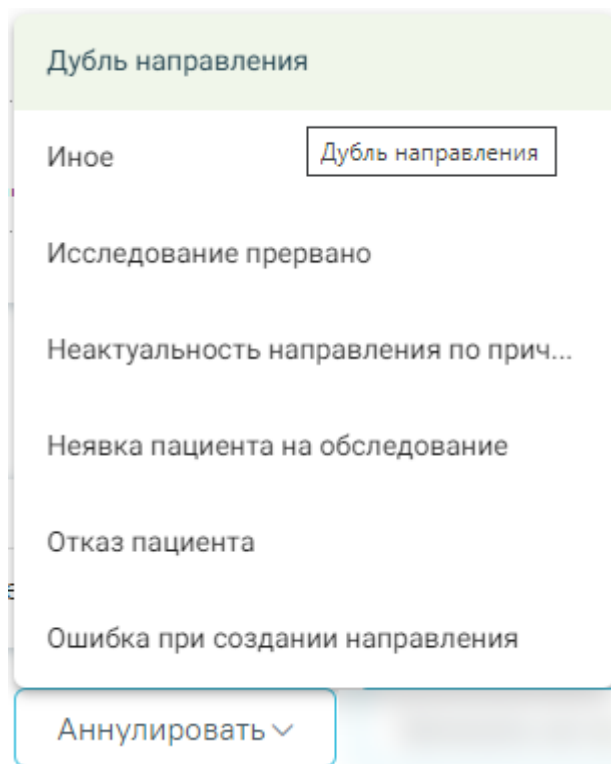 Дубль направления
Иное
Дубль направления
Исследование прервано
Неактуальность направления по прич...
Неявка пациента на обследование
Отказ пациента
Ошибка при создании направления
Аннулировать